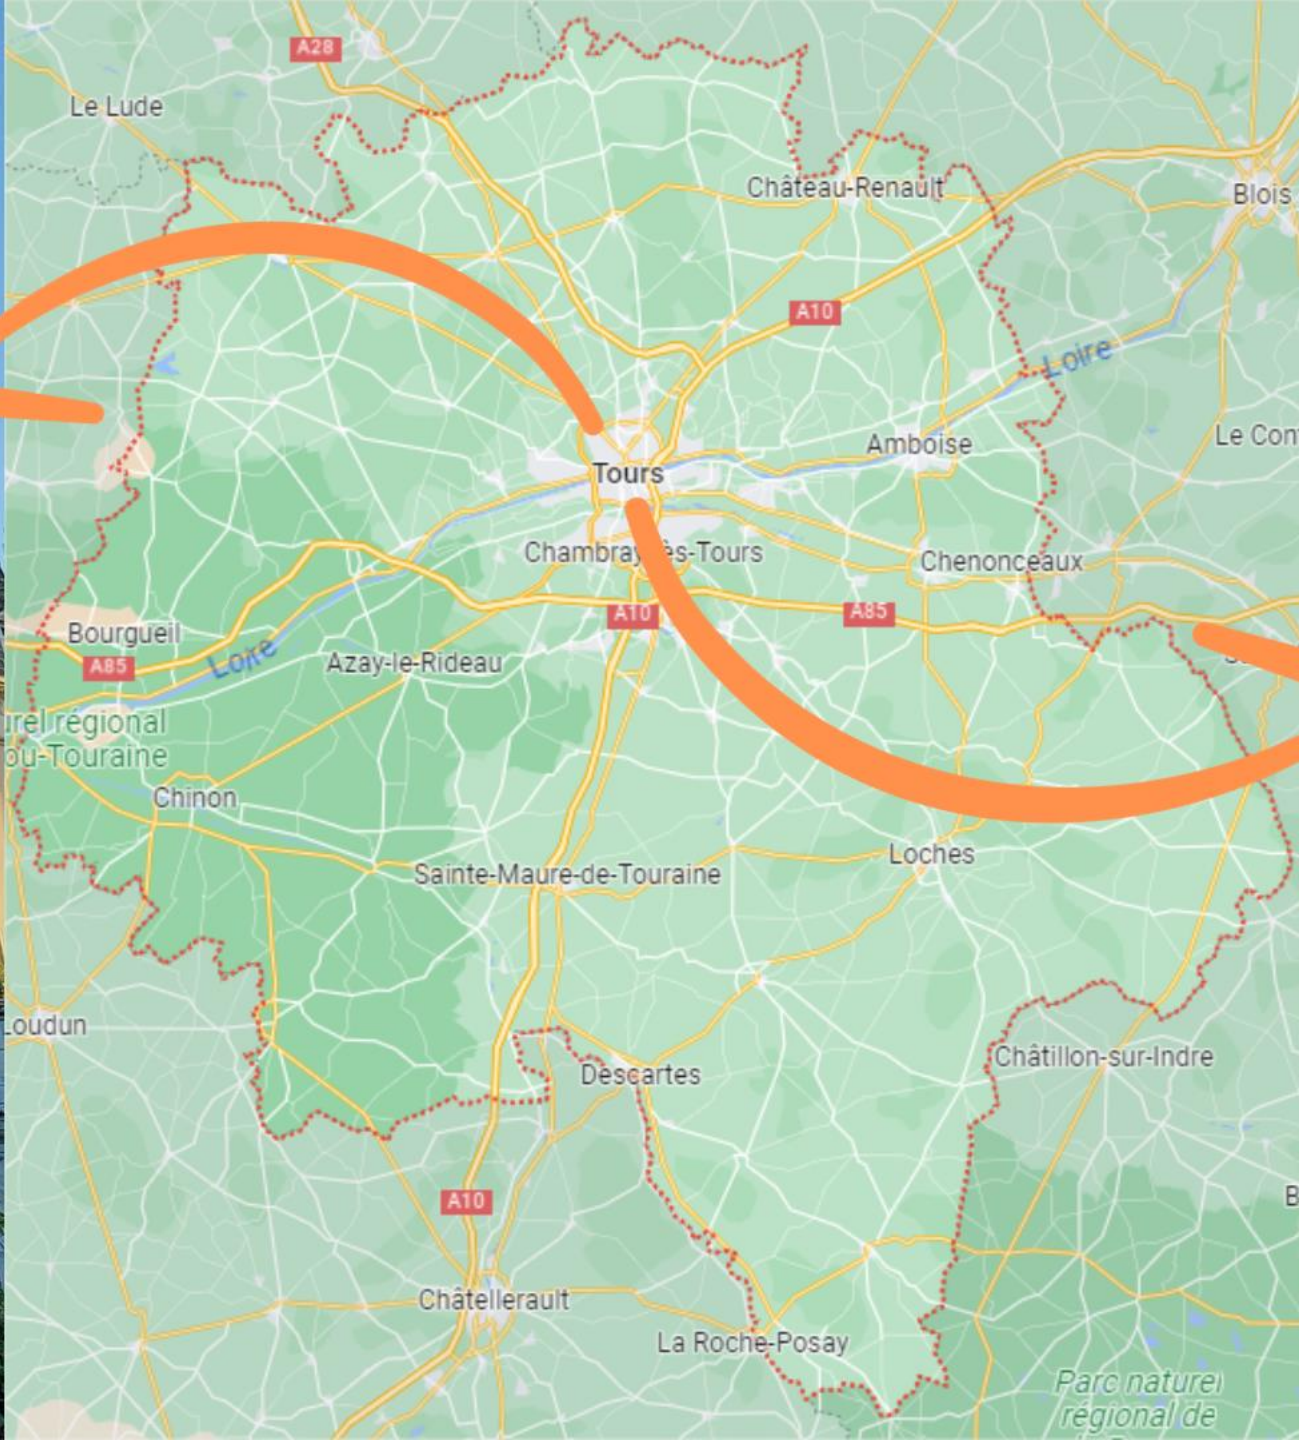 A28
Le Lude
Château-Renault
Blois
A10
Loire
Amboise
Le Con
Tours
Chambray
ès-Tours
Chenonceaux
A10
A85
Bourgueil
A85
Loire
Azay-le-Rideau
rel régional
ou-Touraine
Chinon
Loches
Sainte-Maure-de-Touraine
Loudun
Châtillon-sur-Indre
Descartes
A10
B
Châtellerault
La Roche-Posay
Parc naturel
régional de